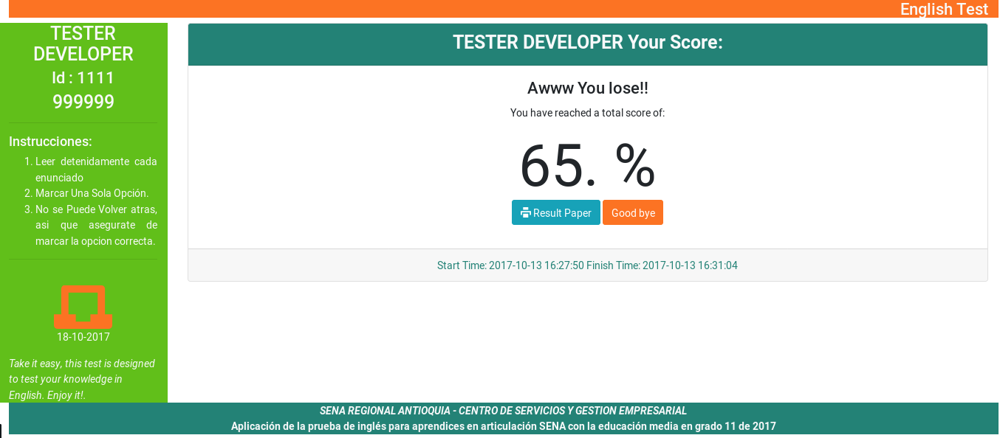 English Test
TESTER
DEVELOPER
Id : 1111
999999
Instrucciones:
1. Leer detenidamente cada
enunciado
2. Marcar Una Sola Opción.
3. No se Puede Volver atras,
asi que asegurate de
marcar la opcion correcta.
18-10-2017
Take it easy, this test is designed
to test your knowledge in
English. Enjoy it!.
TESTER DEVELOPER Your Score:
Awww You lose!!
You have reached a total score of:
65. %
Result Paper Good bye
Start Time: 2017-10-13 16:27:50 Finish Time: 2017-10-13 16:31:04
SENA REGIONAL ANTIOQUIA - CENTRO DE SERVICIOS Y GESTION EMPRESARIAL
Aplicación de la prueba de inglés para aprendices en articulación SENA con la educación media en grado 11 de 2017